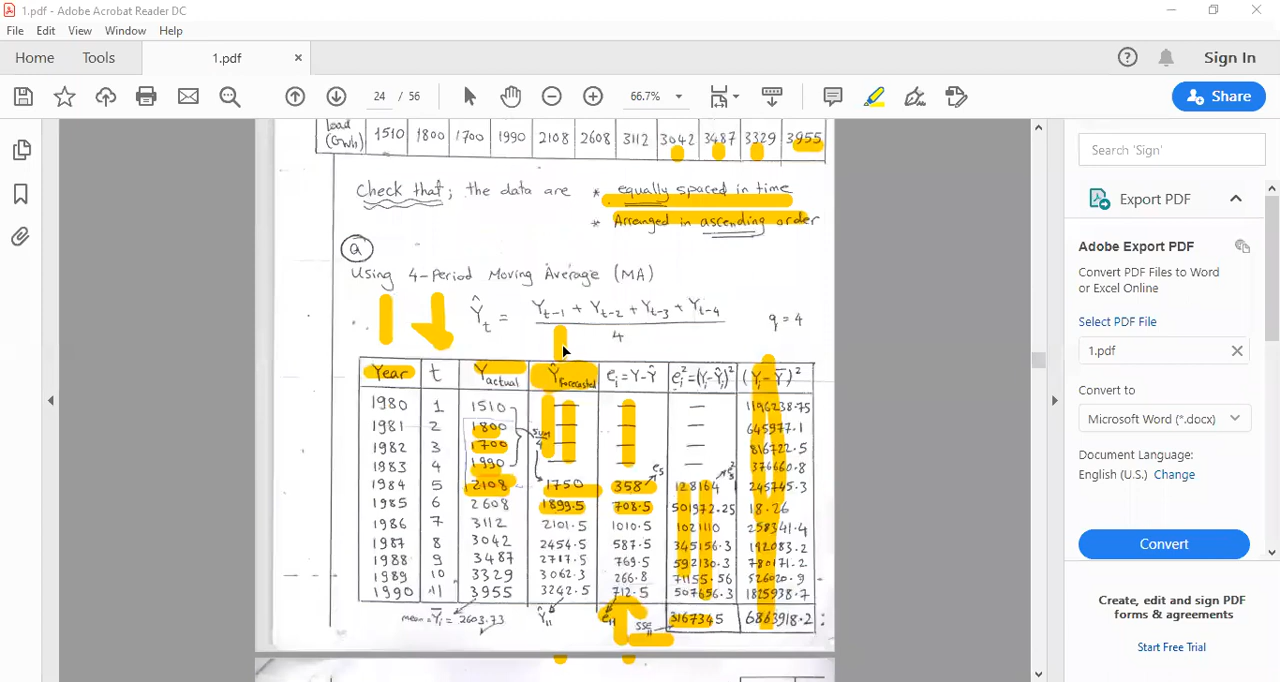 1.pdf - Adobe Acrobat Reader DC
File Edit View Window Help
Home Tools 1.pdf × Sign In
24 / 56 66.7% Share
load (Gwh) 1510 1800 1700 1990 2108 2608 3112 3042 3487 3329 3955
Check that; the data are * equally spaced in time
* Arranged in ascending order
a
Using 4-Period Moving Average (MA)
Ŷt = Yt-1 + Yt-2 + Yt-3 + Yt-4 / 4 q = 4
Year t Yactual ŶForecasted ei = Y-Ŷ ei² = (Yi-Ŷi)² (Yi-Ȳ)²
1980 1 1510 — — — 1196238.75
1981 2 1800 — — — 645977.1
1982 3 1700 sum/4 — — — 816722.5
1983 4 1990 — — — 376660.8
1984 5 2108 1750 358 e5 128164 e5² 245745.3
1985 6 2608 1899.5 708.5 501972.25 18.26
1986 7 3112 2101.5 1010.5 1021110 258341.4
1987 8 3042 2454.5 587.5 345156.3 192083.2
1988 9 3487 2717.5 769.5 592130.3 780171.2
1989 10 3329 3062.3 266.8 71155.56 526020.9
1990 11 3955 3242.5 712.5 507656.3 1825938.7
mean = Ȳi = 2603.73 Ŷ11 e11 SSE 3167345 6863918.2
Search 'Sign'
Export PDF
Adobe Export PDF
Convert PDF Files to Word
or Excel Online
Select PDF File
1.pdf ×
Convert to
Microsoft Word (*.docx)
Document Language:
English (U.S.) Change
Convert
Create, edit and sign PDF
forms & agreements
Start Free Trial